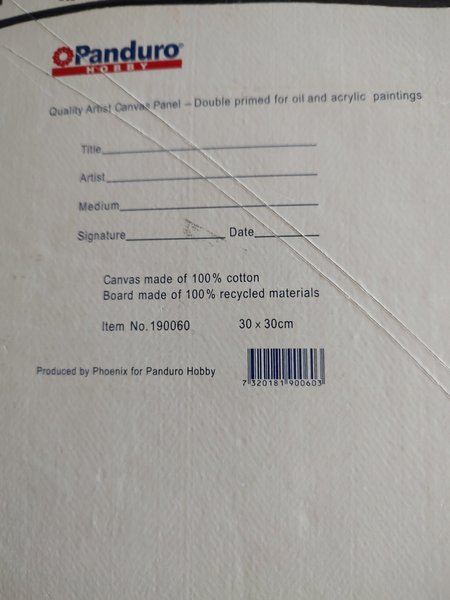 Panduro®
HOBBY
Quality Artist Canvas Panel – Double primed for oil and acrylic paintings
Title
Artist
Medium
Signature Date
Canvas made of 100% cotton
Board made of 100% recycled materials
Item No. 190060 30 x 30cm
Produced by Phoenix for Panduro Hobby
7 320181 900603